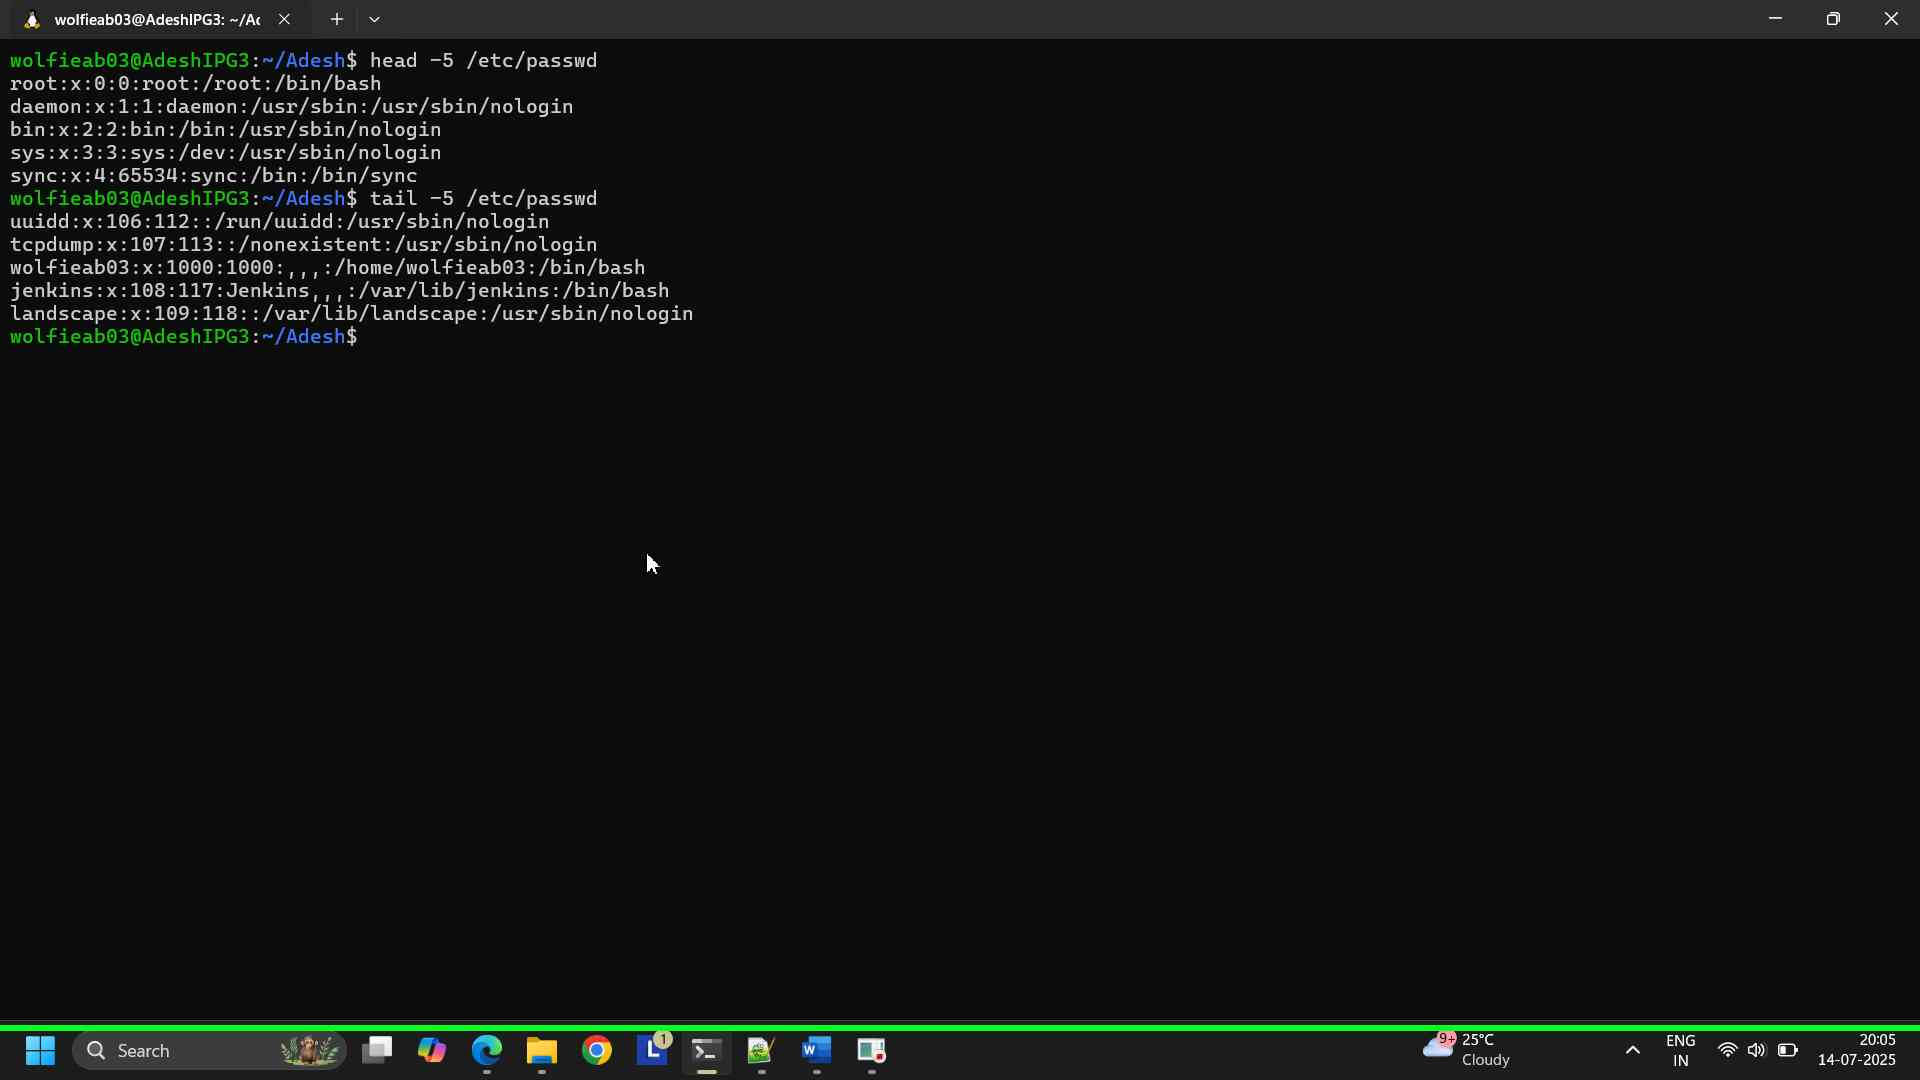 wolfieab03@AdeshIPG3: ~/Ac
wolfieab03@AdeshIPG3:~/Adesh$ head -5 /etc/passwd
root:x:0:0:root:/root:/bin/bash
daemon:x:1:1:daemon:/usr/sbin:/usr/sbin/nologin
bin:x:2:2:bin:/bin:/usr/sbin/nologin
sys:x:3:3:sys:/dev:/usr/sbin/nologin
sync:x:4:65534:sync:/bin:/bin/sync
wolfieab03@AdeshIPG3:~/Adesh$ tail -5 /etc/passwd
uuidd:x:106:112::/run/uuidd:/usr/sbin/nologin
tcpdump:x:107:113::/nonexistent:/usr/sbin/nologin
wolfieab03:x:1000:1000:,,,:/home/wolfieab03:/bin/bash
jenkins:x:108:117:Jenkins,,,:/var/lib/jenkins:/bin/bash
landscape:x:109:118::/var/lib/landscape:/usr/sbin/nologin
wolfieab03@AdeshIPG3:~/Adesh$
Search
L 1
W
9+ 25°C
Cloudy
ENG
IN
20:05
14-07-2025